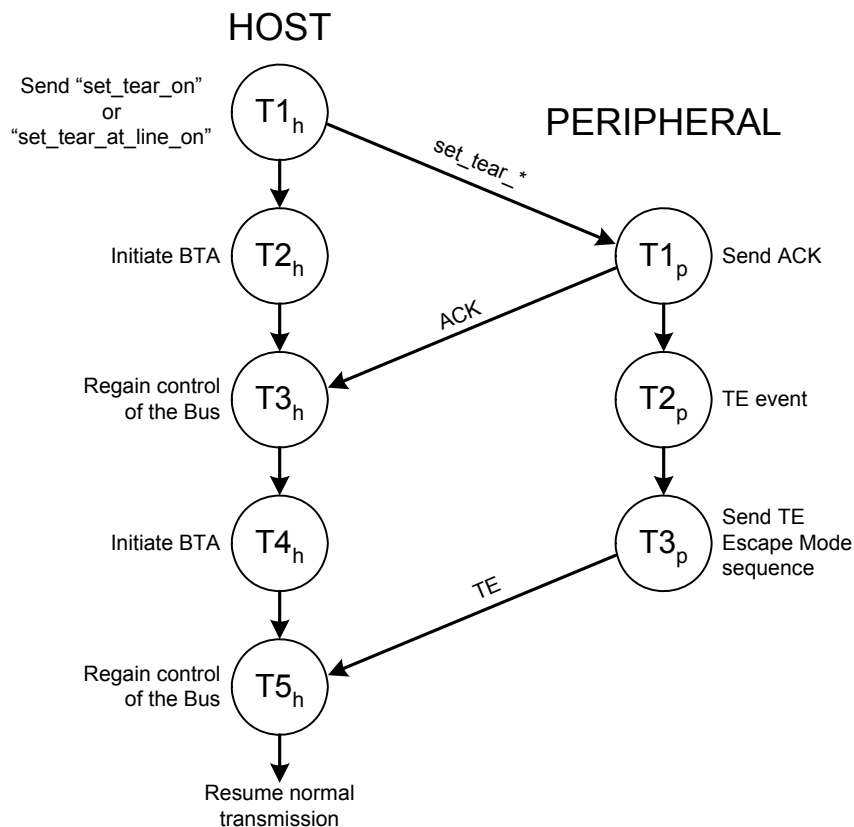 HOST
Send “set_tear_on”
or
“set_tear_at_line_on”
T1h
PERIPHERAL
set_tear_*
Initiate BTA
T2h
T1p
Send ACK
ACK
Regain control
of the Bus
T3h
T2p
TE event
Initiate BTA
T4h
T3p
Send TE
Escape Mode
sequence
TE
Regain control
of the Bus
T5h
Resume normal
transmission